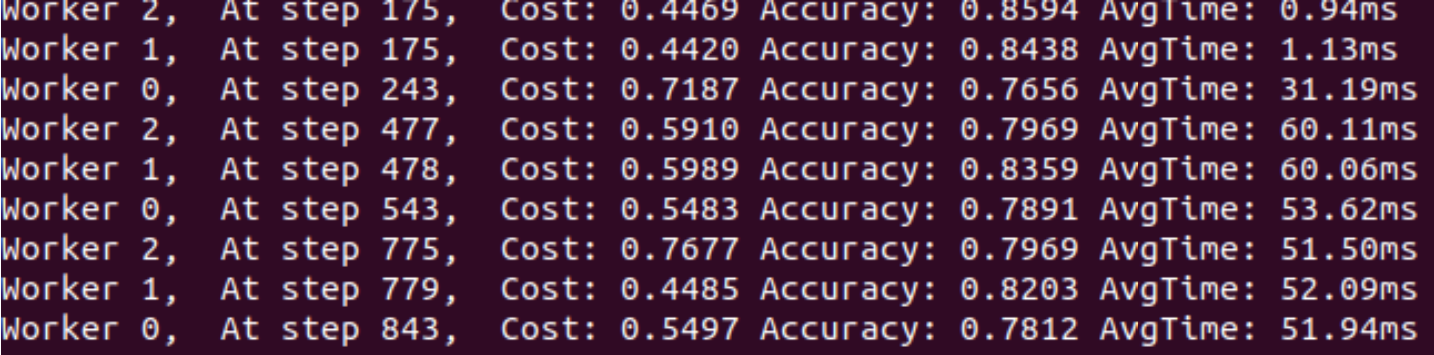 Worker 2,  At step 175,  Cost: 0.4469 Accuracy: 0.8594 AvgTime: 0.94ms
Worker 1,  At step 175,  Cost: 0.4420 Accuracy: 0.8438 AvgTime: 1.13ms
Worker 0,  At step 243,  Cost: 0.7187 Accuracy: 0.7656 AvgTime: 31.19ms
Worker 2,  At step 477,  Cost: 0.5910 Accuracy: 0.7969 AvgTime: 60.11ms
Worker 1,  At step 478,  Cost: 0.5989 Accuracy: 0.8359 AvgTime: 60.06ms
Worker 0,  At step 543,  Cost: 0.5483 Accuracy: 0.7891 AvgTime: 53.62ms
Worker 2,  At step 775,  Cost: 0.7677 Accuracy: 0.7969 AvgTime: 51.50ms
Worker 1,  At step 779,  Cost: 0.4485 Accuracy: 0.8203 AvgTime: 52.09ms
Worker 0,  At step 843,  Cost: 0.5497 Accuracy: 0.7812 AvgTime: 51.94ms